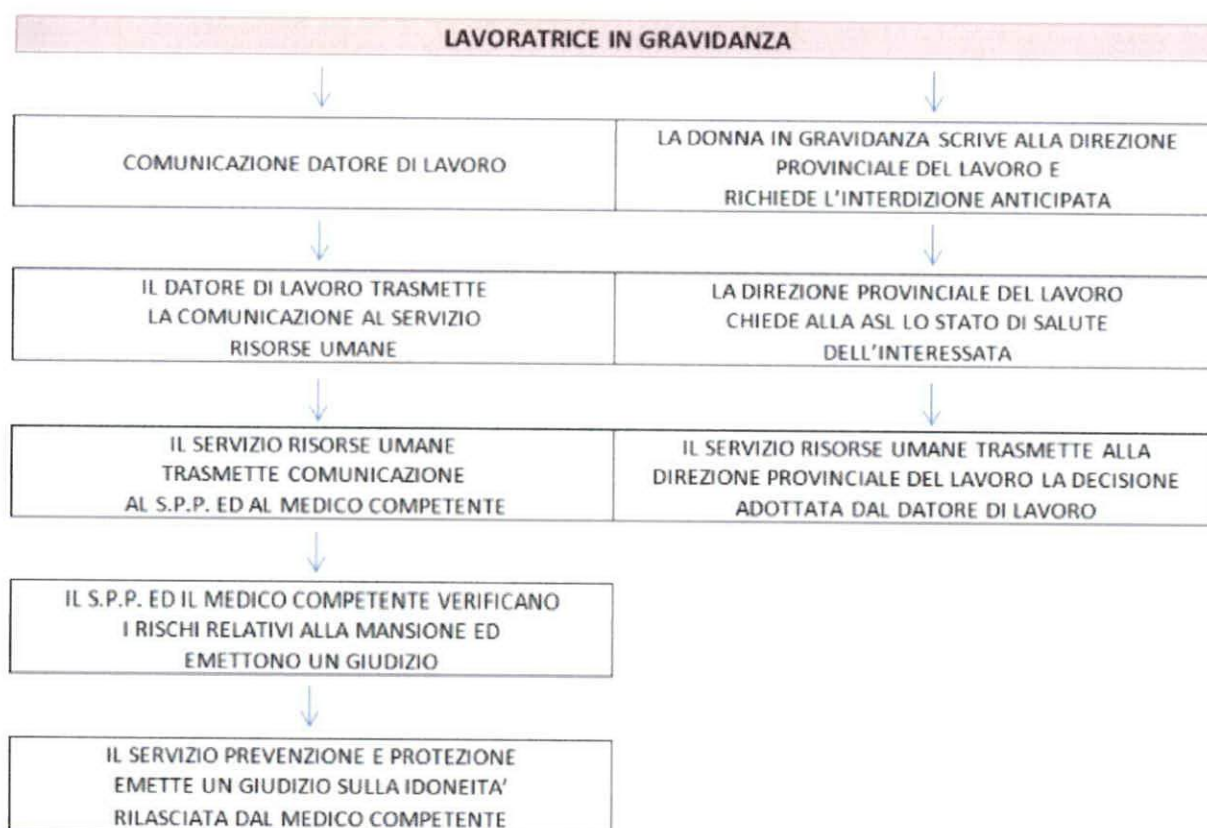 LAVORATRICE IN GRAVIDANZA
COMUNICAZIONE DATORE DI LAVORO
LA DONNA IN GRAVIDANZA SCRIVE ALLA DIREZIONE
PROVINCIALE DEL LAVORO E
RICHIEDE L'INTERDIZIONE ANTICIPATA
IL DATORE DI LAVORO TRASMETTE
LA COMUNICAZIONE AL SERVIZIO
RISORSE UMANE
LA DIREZIONE PROVINCIALE DEL LAVORO
CHIEDE ALLA ASL LO STATO DI SALUTE
DELL'INTERESSATA
IL SERVIZIO RISORSE UMANE
TRASMETTE COMUNICAZIONE
AL S.P.P. ED AL MEDICO COMPETENTE
IL SERVIZIO RISORSE UMANE TRASMETTE ALLA
DIREZIONE PROVINCIALE DEL LAVORO LA DECISIONE
ADOTTATA DAL DATORE DI LAVORO
IL S.P.P. ED IL MEDICO COMPETENTE VERIFICANO
I RISCHI RELATIVI ALLA MANSIONE ED
EMETTONO UN GIUDIZIO
IL SERVIZIO PREVENZIONE E PROTEZIONE
EMETTE UN GIUDIZIO SULLA IDONEITA'
RILASCIATA DAL MEDICO COMPETENTE